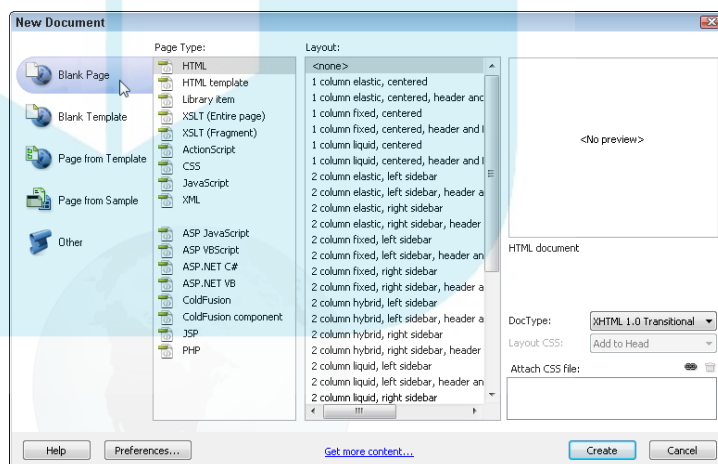 New Document
Blank Page
Blank Template
Page from Template
Page from Sample
Other
Page Type:
HTML
HTML template
Library item
XSLT (Entire page)
XSLT (Fragment)
ActionScript
CSS
JavaScript
XML
ASP JavaScript
ASP VBScript
ASP.NET C#
ASP.NET VB
ColdFusion
ColdFusion component
JSP
PHP
Layout:
<none>
1 column elastic, centered
1 column elastic, centered, header anc
1 column fixed, centered
1 column fixed, centered, header and l
1 column liquid, centered
1 column liquid, centered, header and l
2 column elastic, left sidebar
2 column elastic, left sidebar, header a
2 column elastic, right sidebar
2 column elastic, right sidebar, header
2 column fixed, left sidebar
2 column fixed, left sidebar, header an
2 column fixed, right sidebar
2 column fixed, right sidebar, header a
2 column hybrid, left sidebar
2 column hybrid, left sidebar, header a
2 column hybrid, right sidebar
2 column hybrid, right sidebar, header
2 column liquid, left sidebar
2 column liquid, left sidebar, header an
2 column liquid, right sidebar
<No preview>
HTML document
DocType:
XHTML 1.0 Transitional
Layout CSS:
Add to Head
Attach CSS file:
Help
Preferences...
Get more content...
Create
Cancel